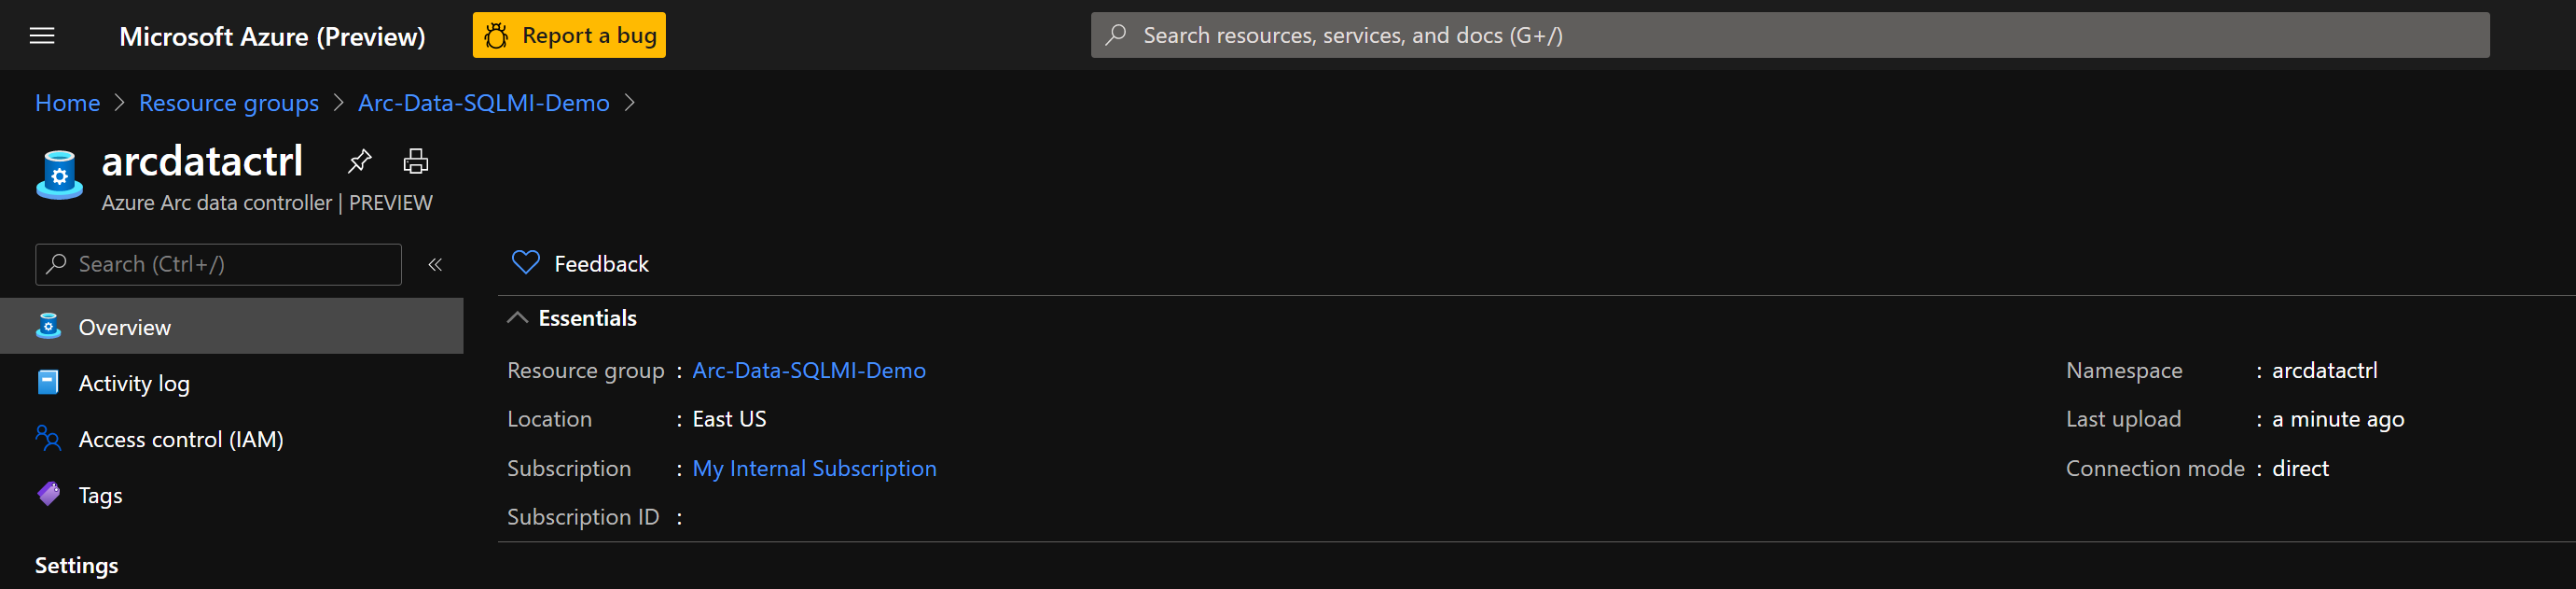 Microsoft Azure (Preview)
Report a bug
Search resources, services, and docs (G+/)
Home > Resource groups > Arc-Data-SQLMI-Demo >
arcdatactrl
Azure Arc data controller | PREVIEW
Search (Ctrl+/)
«
Feedback
Overview
Activity log
Access control (IAM)
Tags
Settings
Essentials
Resource group : Arc-Data-SQLMI-Demo
Location : East US
Subscription : My Internal Subscription
Subscription ID :
Namespace : arcdatactrl
Last upload : a minute ago
Connection mode : direct